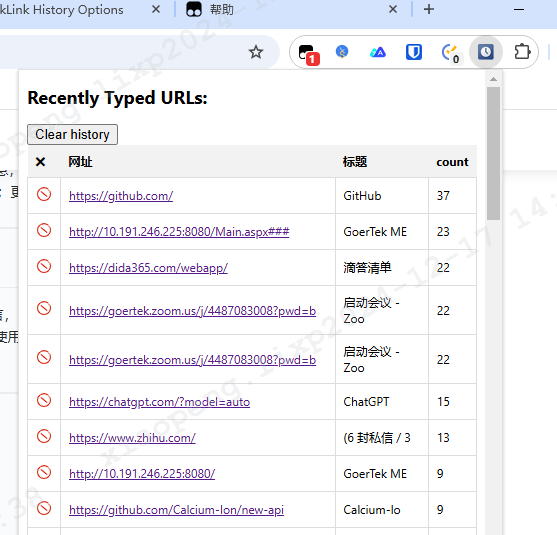 kLink History Options
帮助
1
0
Recently Typed URLs:
Clear history
网址 标题 count
https://github.com/ GitHub 37
http://10.191.246.225:8080/Main.aspx### GoerTek ME 23
https://dida365.com/webapp/ 滴答清单 22
https://goertek.zoom.us/j/4487083008?pwd=b 启动会议 - Zoo 22
https://goertek.zoom.us/j/4487083008?pwd=b 启动会议 - Zoo 22
https://chatgpt.com/?model=auto ChatGPT 15
https://www.zhihu.com/ (6 封私信 / 3 13
http://10.191.246.225:8080/ GoerTek ME 9
https://github.com/Calcium-Ion/new-api Calcium-Io 9
使用